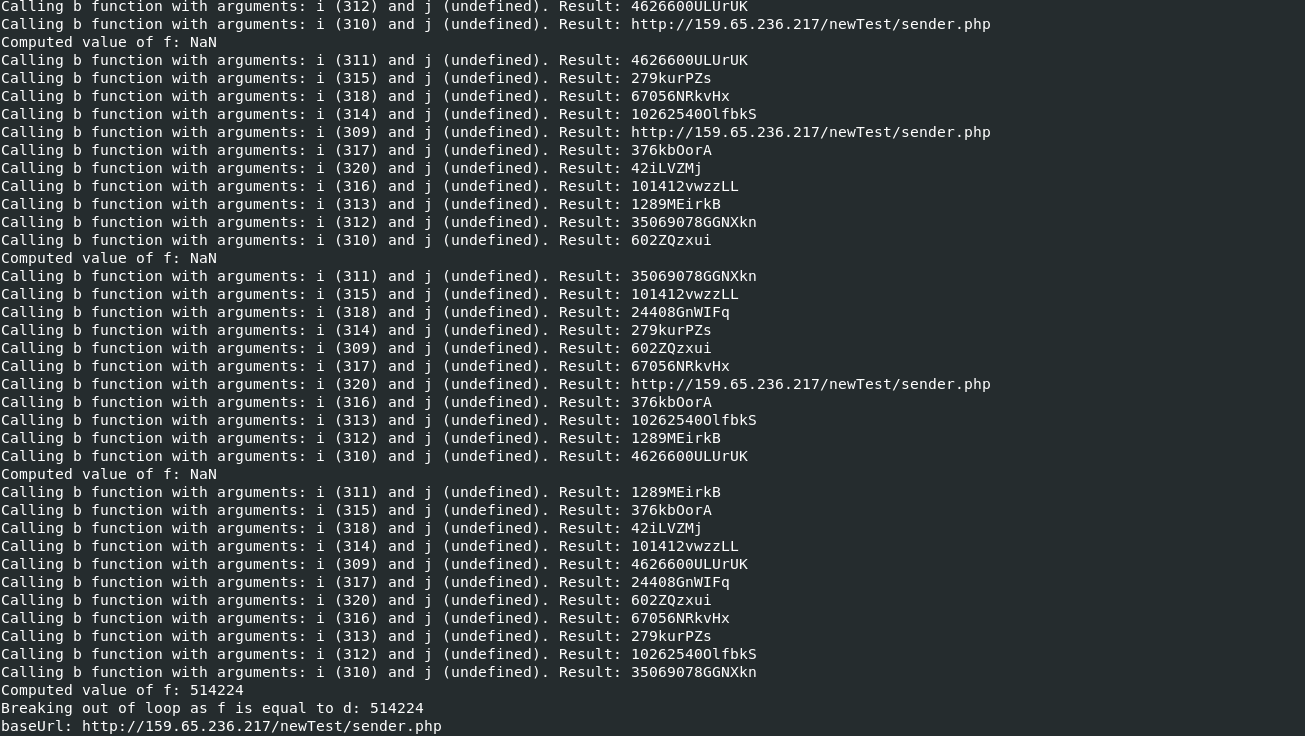 Calling b function with arguments: i (312) and j (undefined). Result: 4626600ULUrUK
Calling b function with arguments: i (310) and j (undefined). Result: http://159.65.236.217/newTest/sender.php
Computed value of f: NaN
Calling b function with arguments: i (311) and j (undefined). Result: 4626600ULUrUK
Calling b function with arguments: i (315) and j (undefined). Result: 279kurPZs
Calling b function with arguments: i (318) and j (undefined). Result: 67056NRkvHx
Calling b function with arguments: i (314) and j (undefined). Result: 10262540OlfbkS
Calling b function with arguments: i (309) and j (undefined). Result: http://159.65.236.217/newTest/sender.php
Calling b function with arguments: i (317) and j (undefined). Result: 376kbOorA
Calling b function with arguments: i (320) and j (undefined). Result: 42iLVZMj
Calling b function with arguments: i (316) and j (undefined). Result: 101412vwzzLL
Calling b function with arguments: i (313) and j (undefined). Result: 1289MEirkB
Calling b function with arguments: i (312) and j (undefined). Result: 35069078GGNXkn
Calling b function with arguments: i (310) and j (undefined). Result: 602ZQzxui
Computed value of f: NaN
Calling b function with arguments: i (311) and j (undefined). Result: 35069078GGNXkn
Calling b function with arguments: i (315) and j (undefined). Result: 101412vwzzLL
Calling b function with arguments: i (318) and j (undefined). Result: 24408GnWIFq
Calling b function with arguments: i (314) and j (undefined). Result: 279kurPZs
Calling b function with arguments: i (309) and j (undefined). Result: 602ZQzxui
Calling b function with arguments: i (317) and j (undefined). Result: 67056NRkvHx
Calling b function with arguments: i (320) and j (undefined). Result: http://159.65.236.217/newTest/sender.php
Calling b function with arguments: i (316) and j (undefined). Result: 376kbOorA
Calling b function with arguments: i (313) and j (undefined). Result: 10262540OlfbkS
Calling b function with arguments: i (312) and j (undefined). Result: 1289MEirkB
Calling b function with arguments: i (310) and j (undefined). Result: 4626600ULUrUK
Computed value of f: NaN
Calling b function with arguments: i (311) and j (undefined). Result: 1289MEirkB
Calling b function with arguments: i (315) and j (undefined). Result: 376kbOorA
Calling b function with arguments: i (318) and j (undefined). Result: 42iLVZMj
Calling b function with arguments: i (314) and j (undefined). Result: 101412vwzzLL
Calling b function with arguments: i (309) and j (undefined). Result: 4626600ULUrUK
Calling b function with arguments: i (317) and j (undefined). Result: 24408GnWIFq
Calling b function with arguments: i (320) and j (undefined). Result: 602ZQzxui
Calling b function with arguments: i (316) and j (undefined). Result: 67056NRkvHx
Calling b function with arguments: i (313) and j (undefined). Result: 279kurPZs
Calling b function with arguments: i (312) and j (undefined). Result: 10262540OlfbkS
Calling b function with arguments: i (310) and j (undefined). Result: 35069078GGNXkn
Computed value of f: 514224
Breaking out of loop as f is equal to d: 514224
baseUrl: http://159.65.236.217/newTest/sender.php